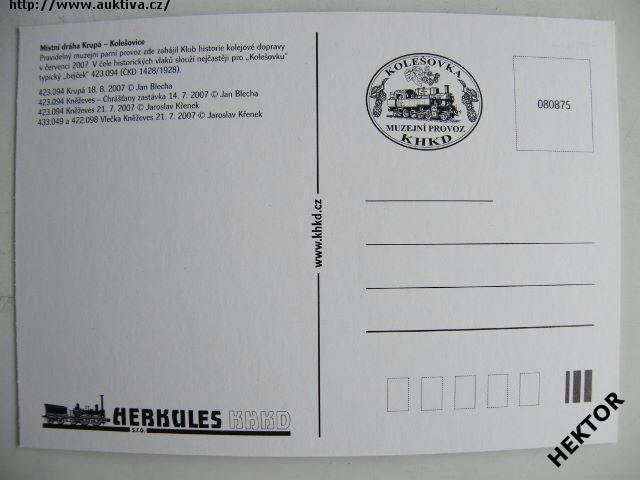 http://www.auktiva.cz/
Místní dráha Krupá – Kolešovice
Pravidelný muzejní parní provoz zde zahájil Klub historie kolejové dopravy
v červenci 2007. V čele historických vlaků slouží nejčastěji pro „Kolešovku"
typický „bejček" 423.094 (ČKD 1428/1928).
423.094 Krupá 18. 8. 2007 © Jan Blecha
423.094 Kněževes – Chrášťany zastávka 14. 7. 2007 © Jan Blecha
423.094 Kněževes 21. 7. 2007 © Jaroslav Křenek
433.049 a 422.098 Vlečka Kněževes 21. 7. 2007 © Jaroslav Křenek
KOLEŠOVKA
MUZEJNÍ PROVOZ
KHKD
080875
www.khkd.cz
HERKULES KHKD
s.r.o.
HEKTOR